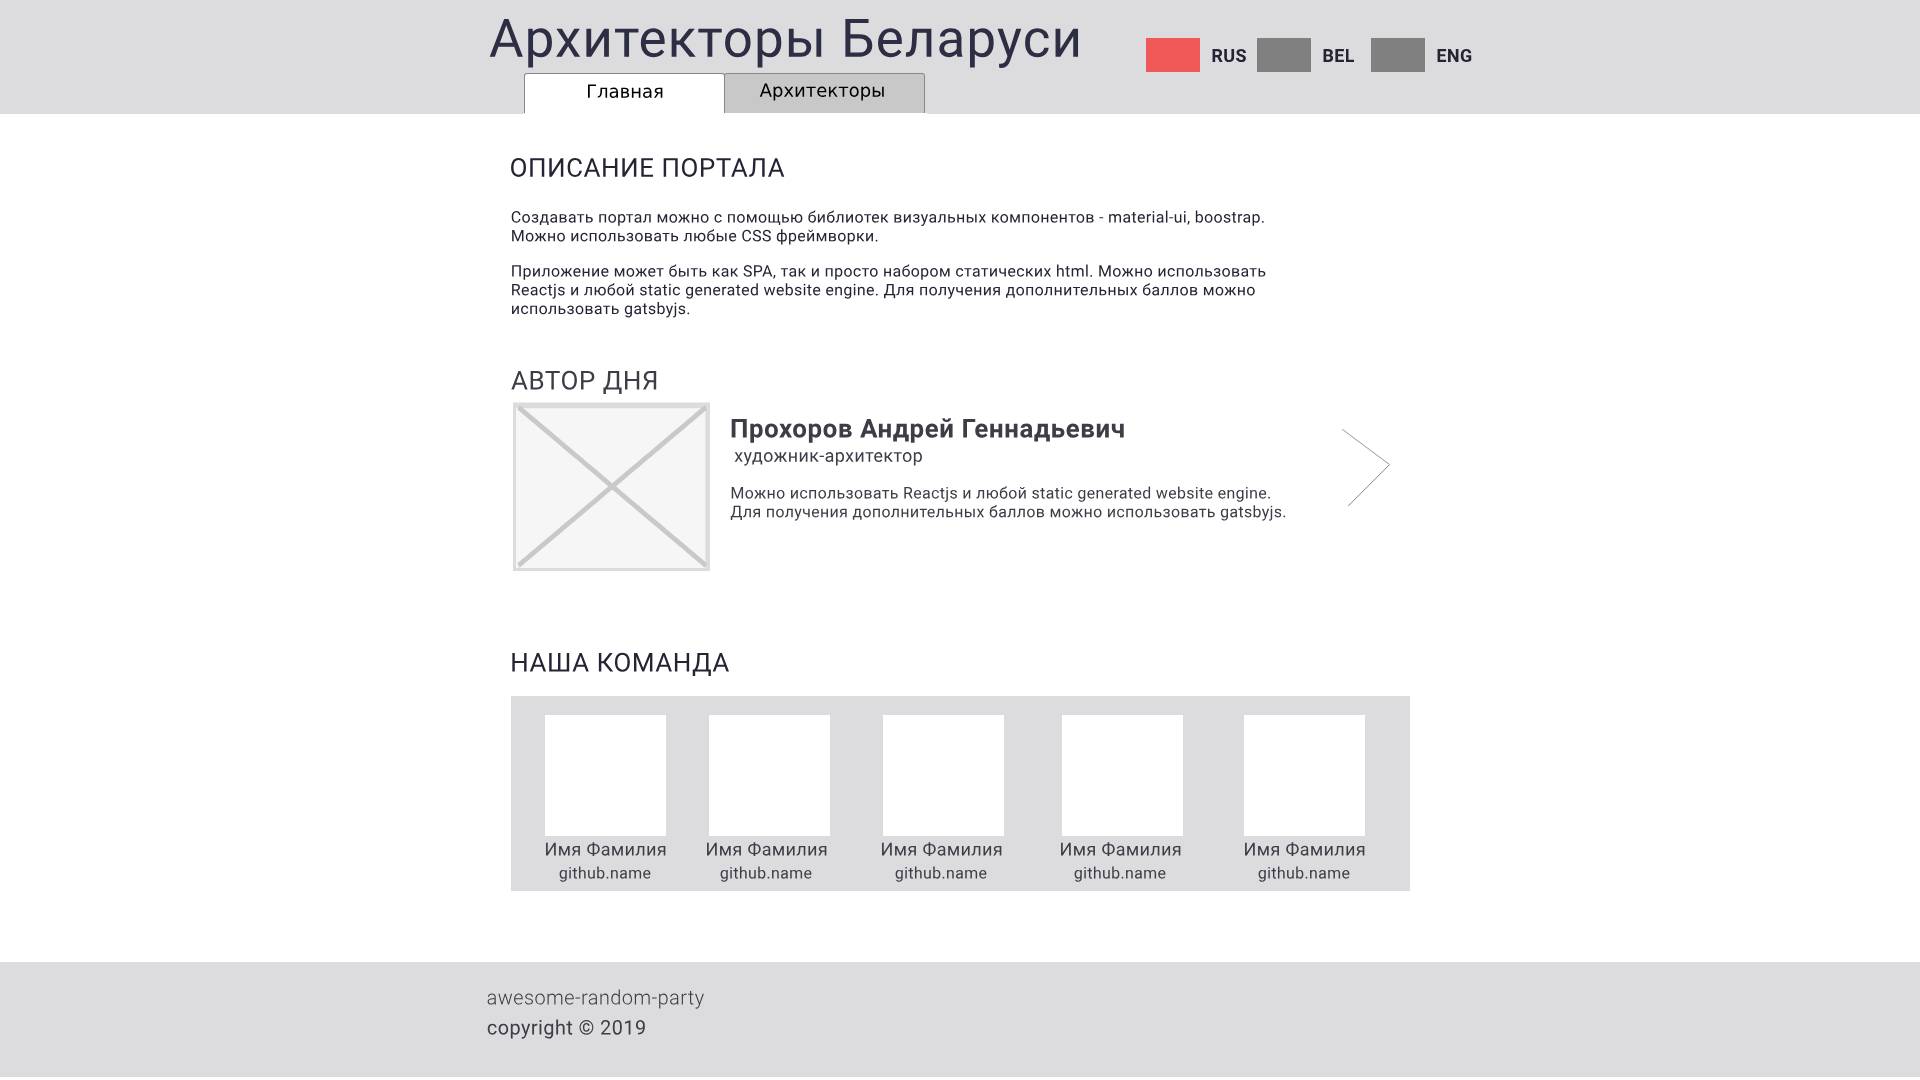 Архитекторы Беларуси
RUS
BEL
ENG
Главная
Архитекторы
ОПИСАНИЕ ПОРТАЛА
Создавать портал можно с помощью библиотек визуальных компонентов - material-ui, boostrap.
Можно использовать любые CSS фреймворки.
Приложение может быть как SPA, так и просто набором статических html. Можно использовать
Reactjs и любой static generated website engine. Для получения дополнительных баллов можно
использовать gatsbyjs.
АВТОР ДНЯ
Прохоров Андрей Геннадьевич
художник-архитектор
Можно использовать Reactjs и любой static generated website engine.
Для получения дополнительных баллов можно использовать gatsbyjs.
НАША КОМАНДА
Имя Фамилия
github.name
Имя Фамилия
github.name
Имя Фамилия
github.name
Имя Фамилия
github.name
Имя Фамилия
github.name
awesome-random-party
copyright © 2019